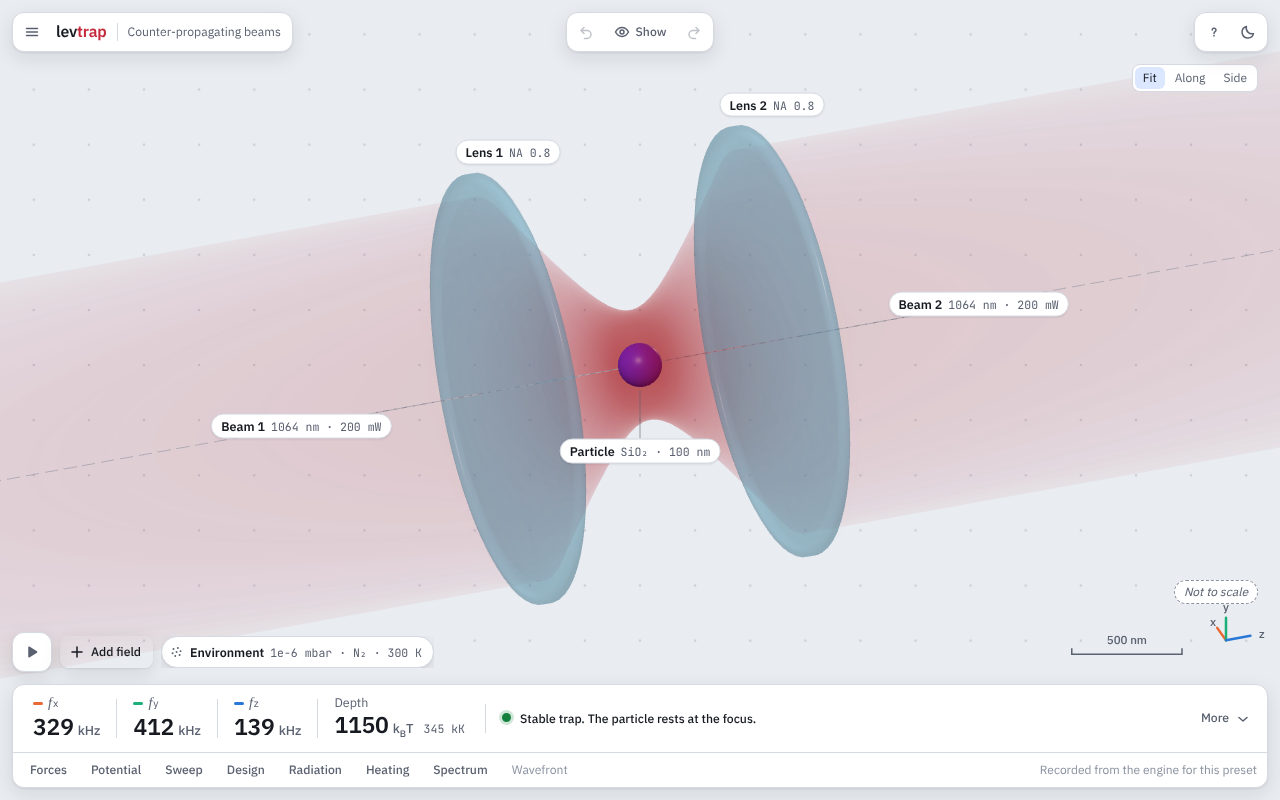 levtrap Counter-propagating beams
Show
?
Fit Along Side
Lens 2 NA 0.8
Lens 1 NA 0.8
Beam 2 1064 nm · 200 mW
Beam 1 1064 nm · 200 mW
Particle SiO₂ · 100 nm
Not to scale
y
x
z
500 nm
Add field
Environment 1e-6 mbar · N₂ · 300 K
fx fy fz Depth
329 kHz 412 kHz 139 kHz 1150 kBT 345 kK
Stable trap. The particle rests at the focus.
More
Forces Potential Sweep Design Radiation Heating Spectrum Wavefront
Recorded from the engine for this preset